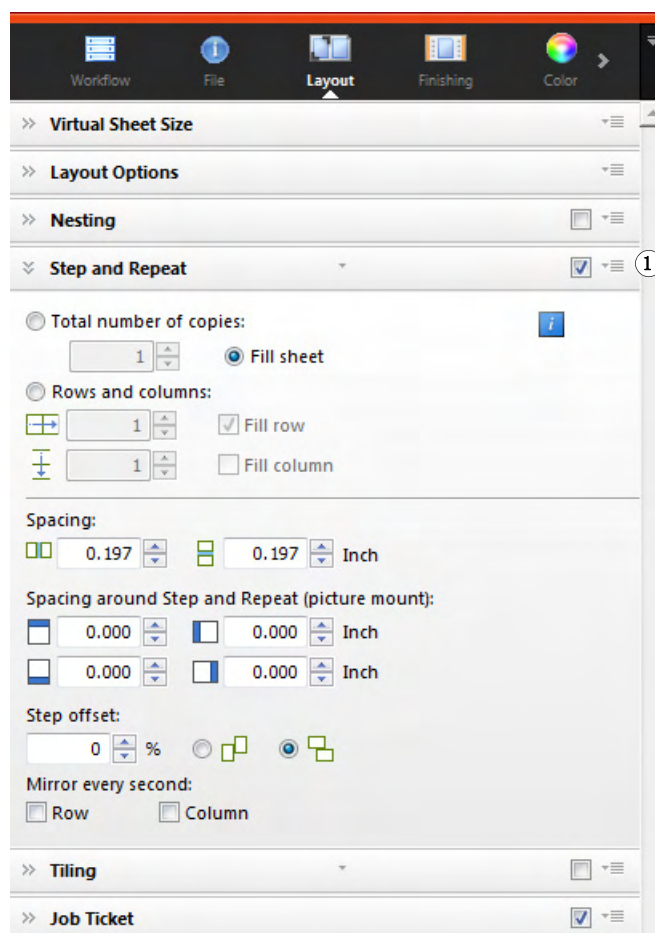 Workflow File Layout Finishing Color
Virtual Sheet Size
Layout Options
Nesting
Step and Repeat 1
Total number of copies:
1 Fill sheet
Rows and columns:
1 Fill row
1 Fill column
Spacing:
0.197 0.197 Inch
Spacing around Step and Repeat (picture mount):
0.000 0.000 Inch
0.000 0.000 Inch
Step offset:
0 %
Mirror every second:
Row Column
Tiling
Job Ticket